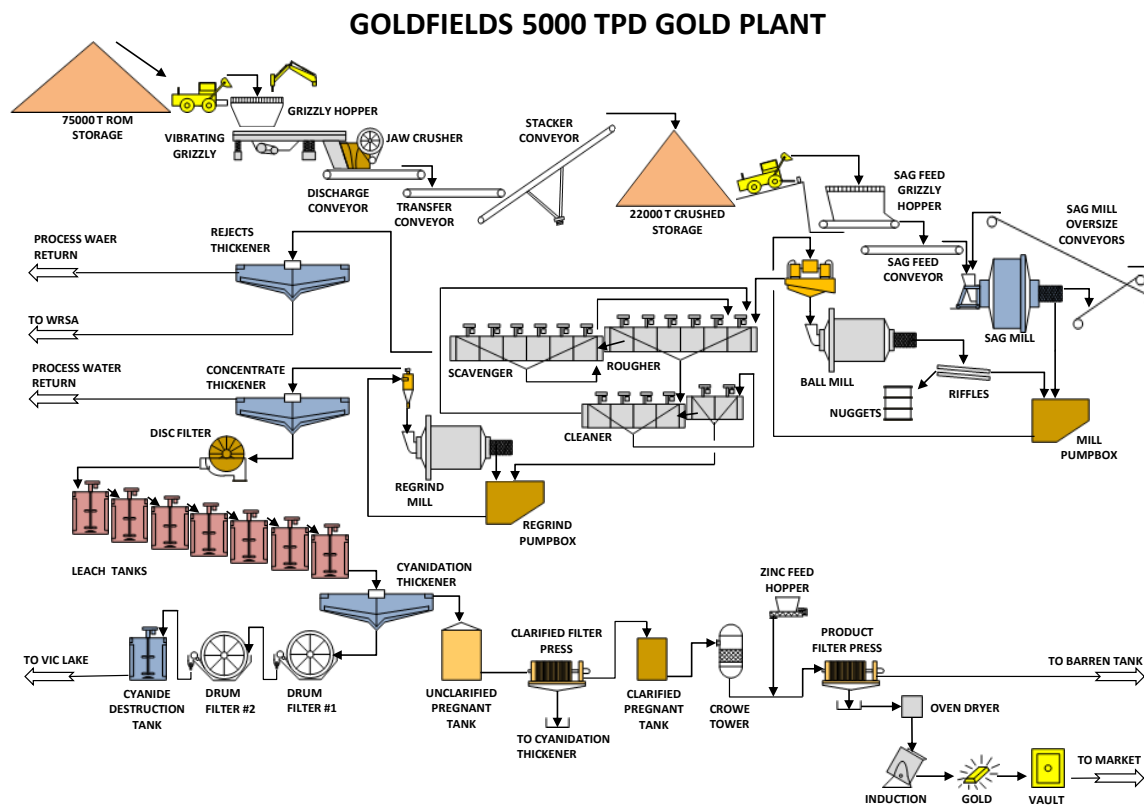 GOLDFIELDS 5000 TPD GOLD PLANT
75000 T ROM
STORAGE
GRIZZLY HOPPER
VIBRATING
GRIZZLY
JAW CRUSHER
DISCHARGE
CONVEYOR
TRANSFER
CONVEYOR
STACKER
CONVEYOR
22000 T CRUSHED
STORAGE
SAG FEED
GRIZZLY
HOPPER
SAG FEED
CONVEYOR
SAG MILL
OVERSIZE
CONVEYORS
SAG MILL
PROCESS WAER
RETURN
REJECTS
THICKENER
TO WRSA
SCAVENGER
ROUGHER
CLEANER
BALL MILL
NUGGETS
RIFFLES
MILL
PUMPBOX
PROCESS WATER
RETURN
CONCENTRATE
THICKENER
DISC FILTER
REGRIND
MILL
REGRIND
PUMPBOX
LEACH TANKS
CYANIDATION
THICKENER
TO VIC LAKE
CYANIDE
DESTRUCTION
TANK
DRUM
FILTER #2
DRUM
FILTER #1
UNCLARIFIED
PREGNANT
TANK
CLARIFIED FILTER
PRESS
TO CYANIDATION
THICKENER
CLARIFIED
PREGNANT
TANK
CROWE
TOWER
ZINC FEED
HOPPER
PRODUCT
FILTER PRESS
TO BARREN TANK
OVEN DRYER
INDUCTION
GOLD
VAULT
TO MARKET